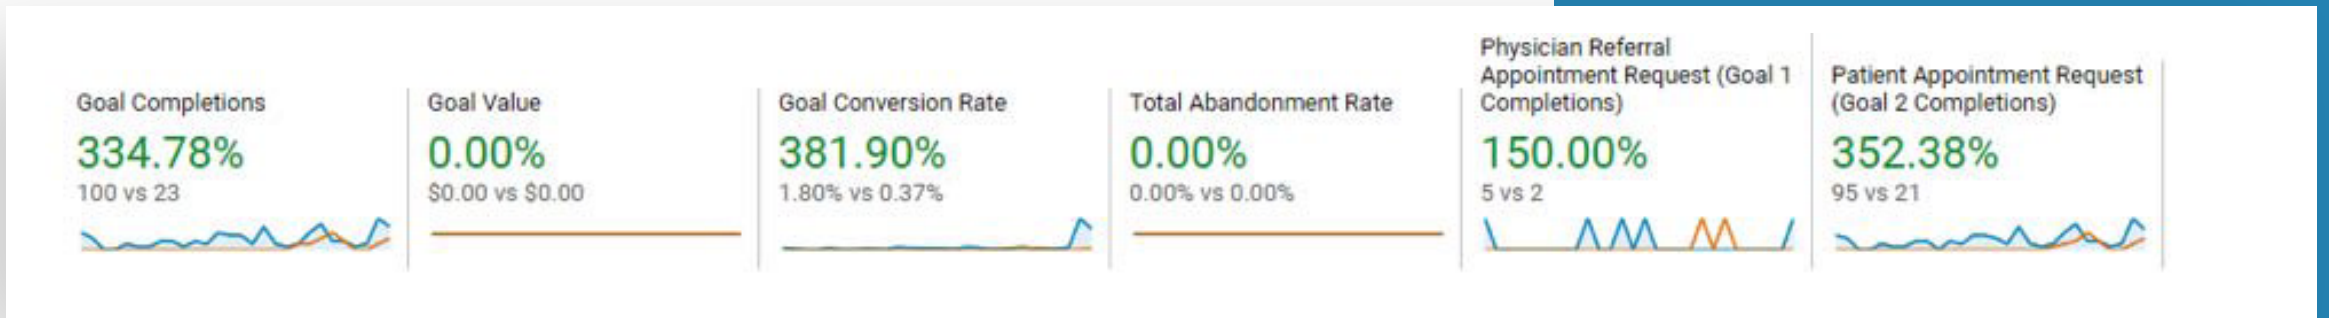 Goal Completions
334.78%
100 vs 23
Goal Value
0.00%
$0.00 vs $0.00
Goal Conversion Rate
381.90%
1.80% vs 0.37%
Total Abandonment Rate
0.00%
0.00% vs 0.00%
Physician Referral
Appointment Request (Goal 1
Completions)
150.00%
5 vs 2
Patient Appointment Request
(Goal 2 Completions)
352.38%
95 vs 21